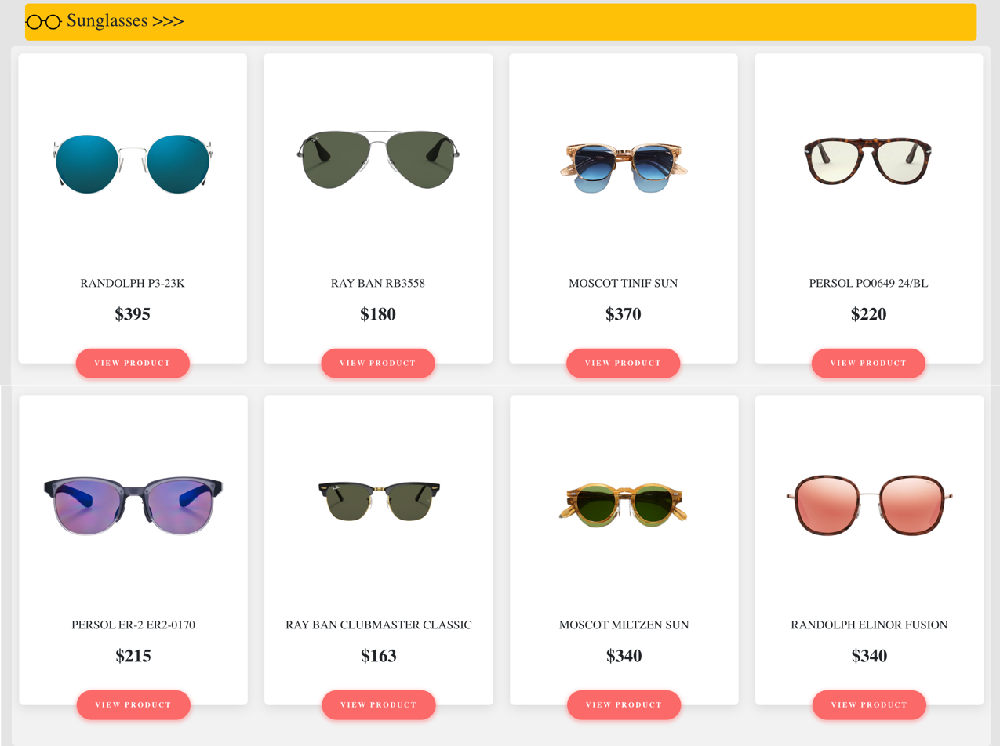 Sunglasses >>>
RANDOLPH P3-23K
$395
VIEW PRODUCT
RAY BAN RB3558
$180
VIEW PRODUCT
MOSCOT TINIF SUN
$370
VIEW PRODUCT
PERSOL PO0649 24/BL
$220
VIEW PRODUCT
PERSOL ER-2 ER2-0170
$215
VIEW PRODUCT
RAY BAN CLUBMASTER CLASSIC
$163
VIEW PRODUCT
MOSCOT MILTZEN SUN
$340
VIEW PRODUCT
RANDOLPH ELINOR FUSION
$340
VIEW PRODUCT